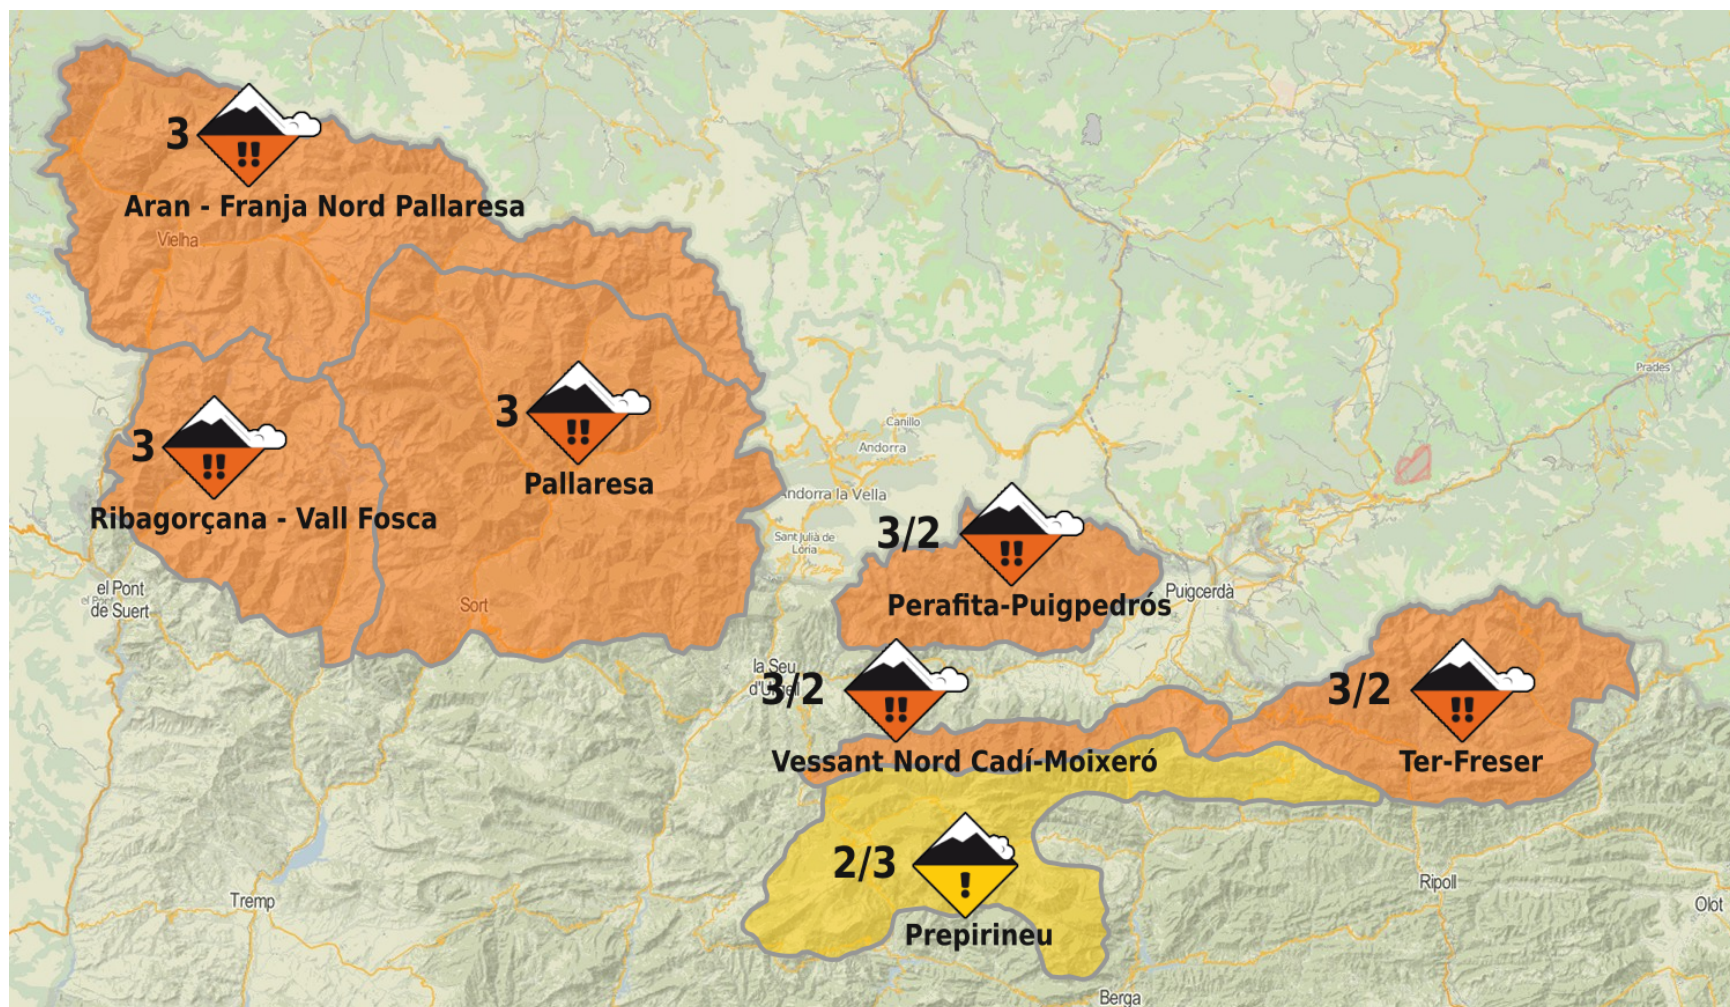 3
!!
Aran - Franja Nord Pallaresa
Vielha
3
!!
Pallaresa
3
!!
Ribagorçana - Vall Fosca
Prades
Canillo
Andorra
Andorra la Vella
Sant Julià de
Lòria
3/2
!!
Perafita-Puigpedrós
Puigcerdà
el Pont
de Suert
Sort
la Seu
d'Urgell
3/2
!!
Vessant Nord Cadí-Moixeró
3/2
!!
Ter-Freser
2/3
!
Prepirineu
Tremp
Ripoll
Olot
Berga